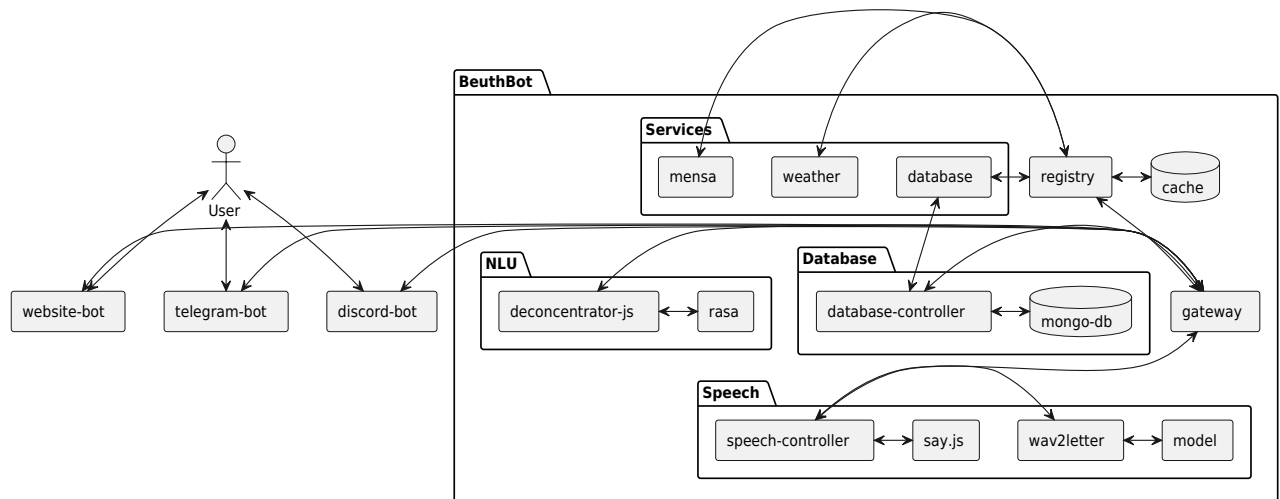 BeuthBot
Services
mensa
weather
database
registry
cache
User
NLU
deconcentrator-js
rasa
Database
database-controller
mongo-db
website-bot
telegram-bot
discord-bot
gateway
Speech
speech-controller
say.js
wav2letter
model